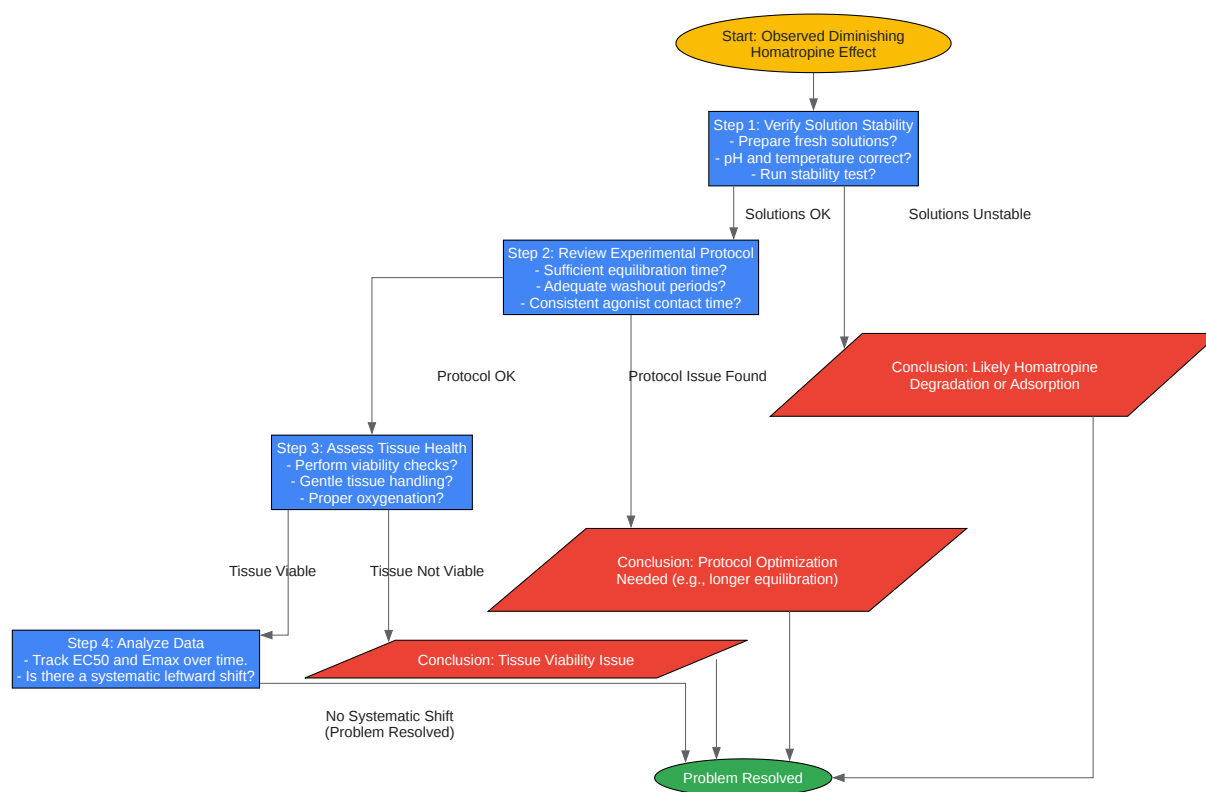 Start: Observed Diminishing
Homatropine Effect
Step 1: Verify Solution Stability
- Prepare fresh solutions?
- pH and temperature correct?
- Run stability test?
Solutions OK
Solutions Unstable
Step 2: Review Experimental Protocol
- Sufficient equilibration time?
- Adequate washout periods?
- Consistent agonist contact time?
Conclusion: Likely Homatropine
Degradation or Adsorption
Protocol OK
Protocol Issue Found
Step 3: Assess Tissue Health
- Perform viability checks?
- Gentle tissue handling?
- Proper oxygenation?
Conclusion: Protocol Optimization
Needed (e.g., longer equilibration)
Tissue Viable
Tissue Not Viable
Step 4: Analyze Data
- Track EC50 and Emax over time.
- Is there a systematic leftward shift?
Conclusion: Tissue Viability Issue
No Systematic Shift
(Problem Resolved)
Problem Resolved